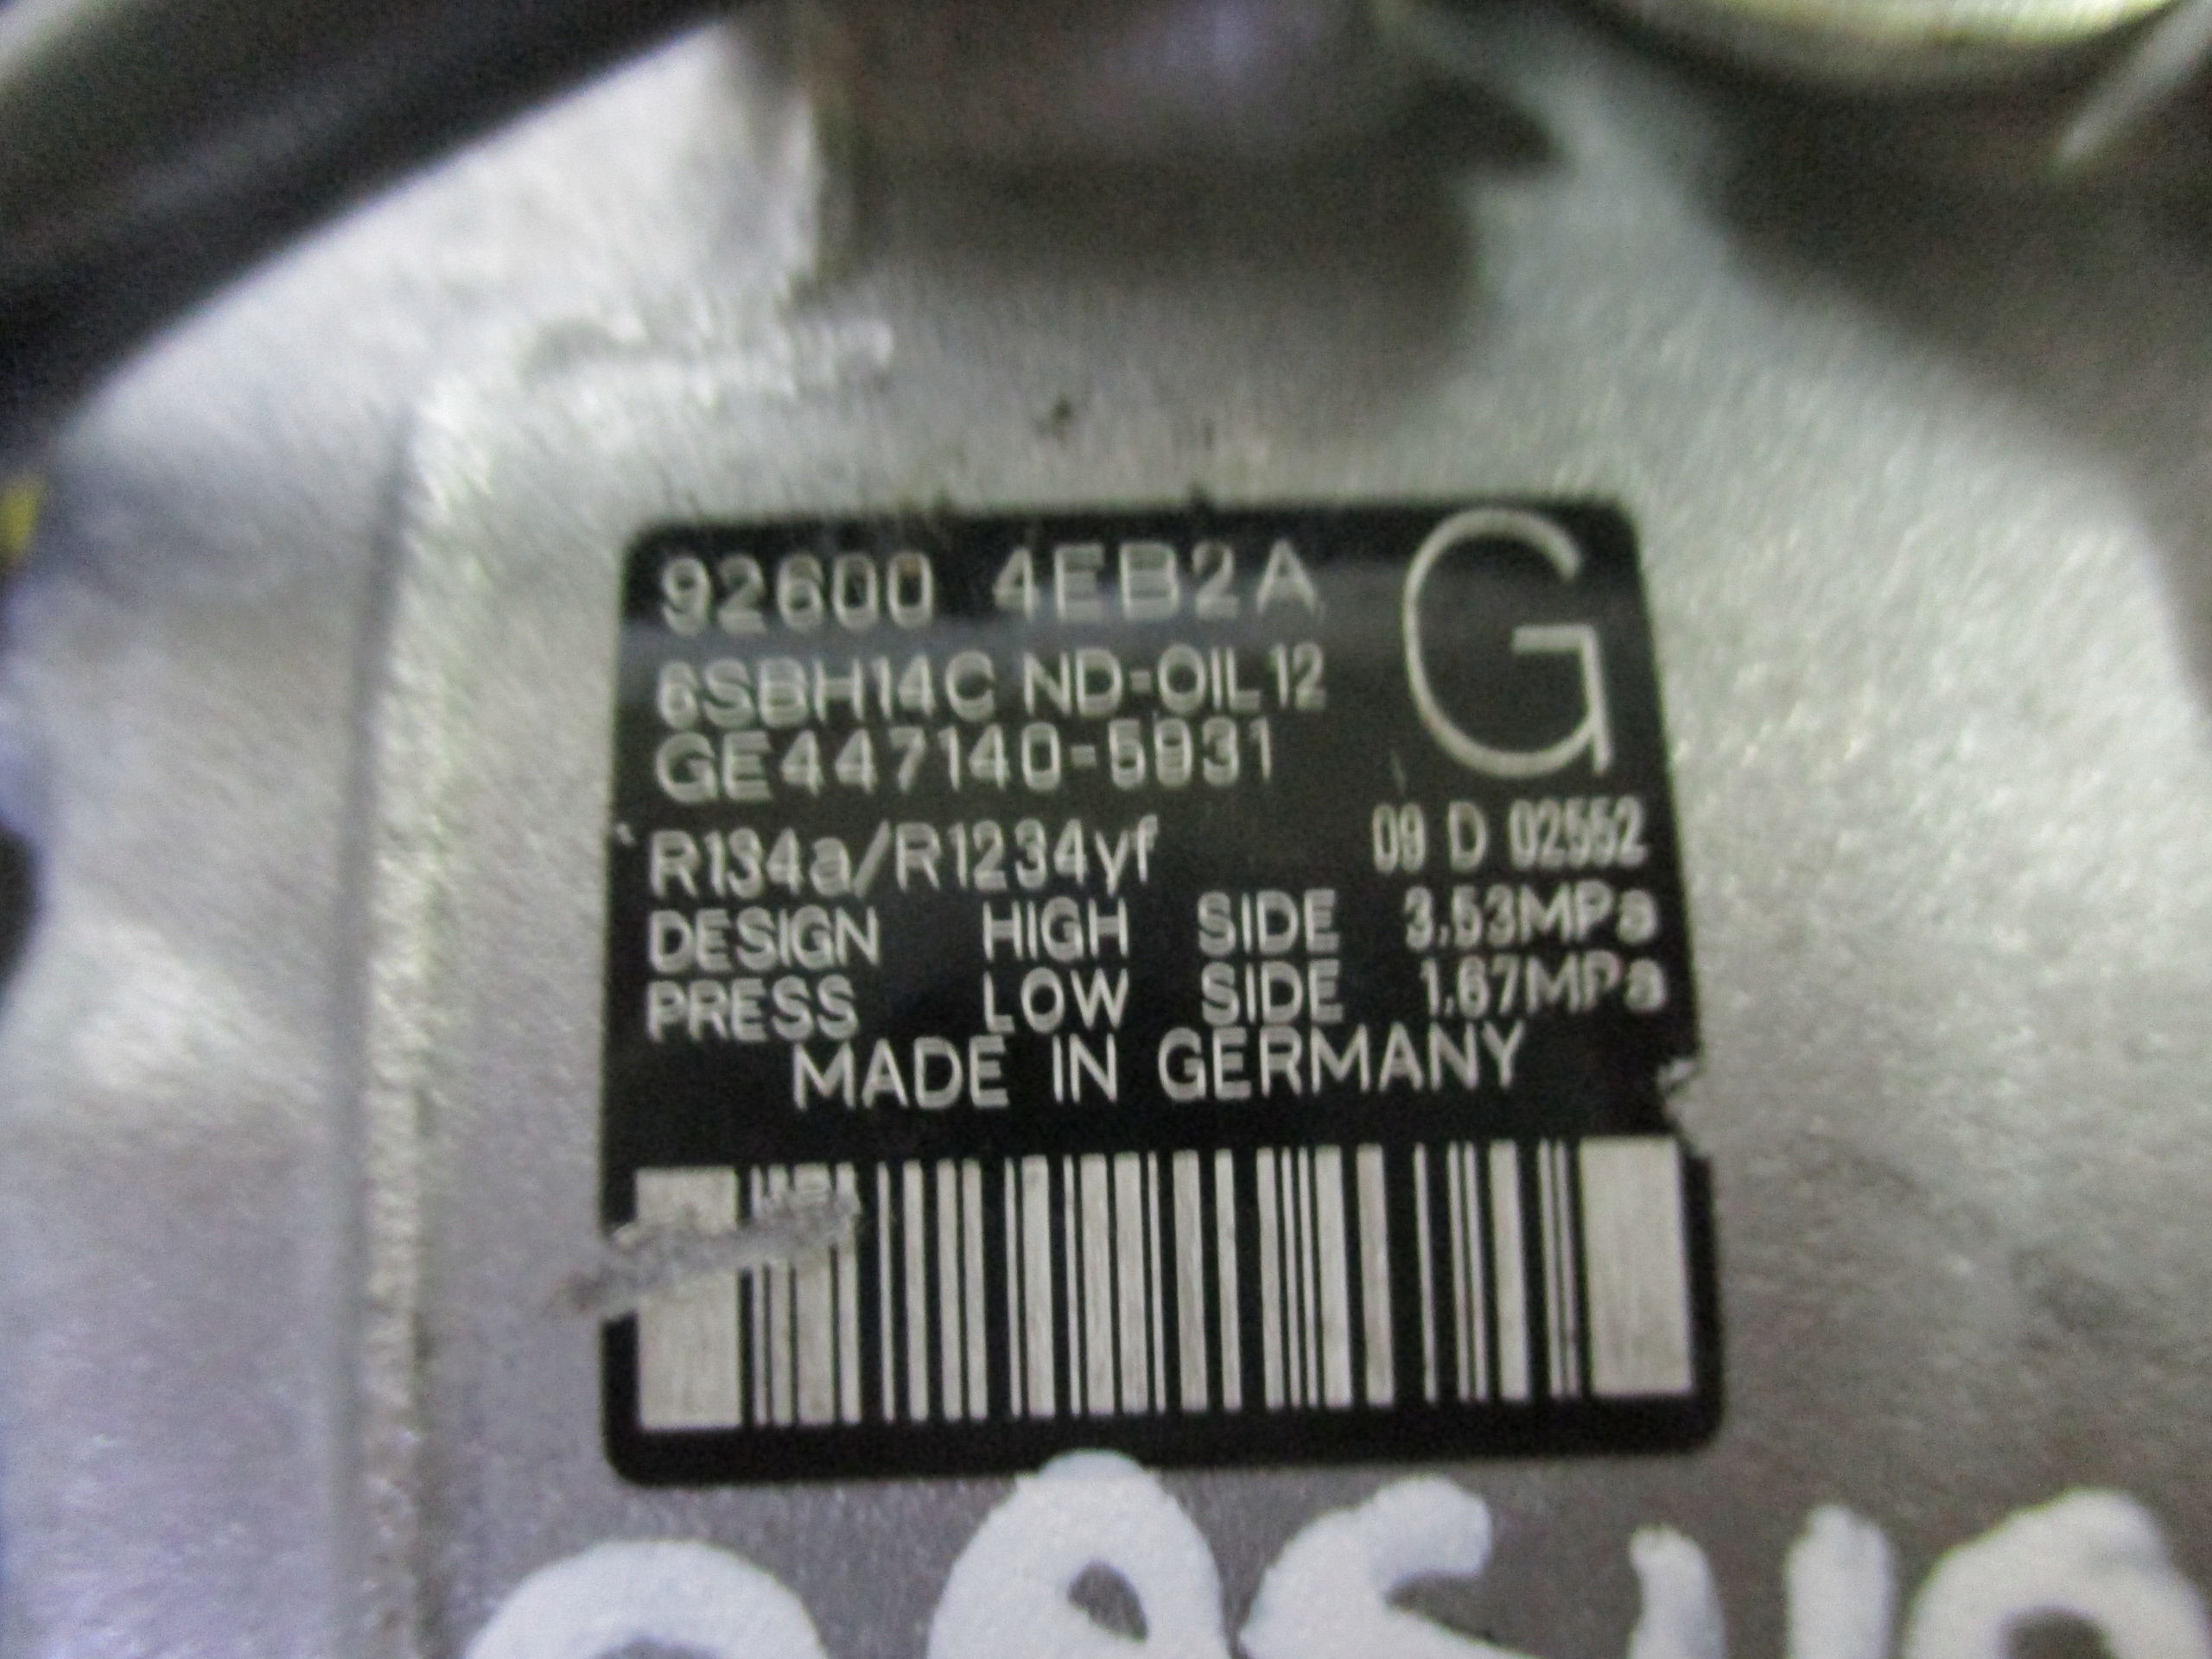 92600 4EB2A
G
6SBH14C ND-OIL12
GE447140-5931
R134a/R1234yf 09 D 02552
DESIGN HIGH SIDE 3.53MPa
PRESS LOW SIDE 1.67MPa
MADE IN GERMANY